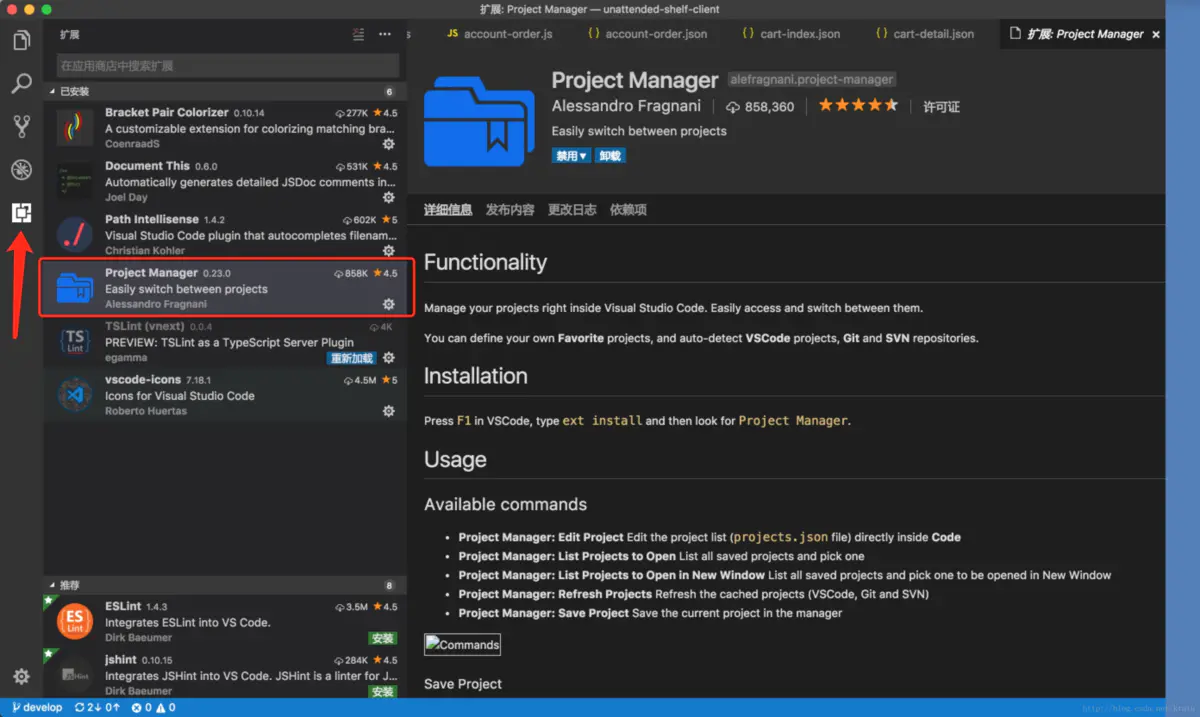 扩展: Project Manager — unattended-shelf-client
扩展
在应用商店中搜索扩展
已安装 6
Bracket Pair Colorizer 0.10.14 277K ★4.5
A customizable extension for colorizing matching bra...
CoenraadS
Document This 0.6.0 531K ★4.5
Automatically generates detailed JSDoc comments in...
Joel Day
Path Intellisense 1.4.2 602K ★5
Visual Studio Code plugin that autocompletes filenam...
Christian Kohler
Project Manager 0.23.0 858K ★4.5
Easily switch between projects
Alessandro Fragnani
TS Lint
TSLint (vnext) 0.0.4 4K
PREVIEW: TSLint as a TypeScript Server Plugin
egamma 重新加载
vscode-icons 7.18.1 4.5M ★5
Icons for Visual Studio Code
Roberto Huertas
推荐 8
ES Lint
ESLint 1.4.3 3.5M ★4.5
Integrates ESLint into VS Code.
Dirk Baeumer 安装
JSHint
jshint 0.10.15 284K ★4.5
Integrates JSHint into VS Code. JSHint is a linter for J...
Dirk Baeumer 安装
s JS account-order.js {} account-order.json {} cart-index.json {} cart-detail.json 扩展: Project Manager ×
Project Manager alefragnani.project-manager
Alessandro Fragnani | 858,360 | ★★★★★ | 许可证
Easily switch between projects
禁用▼ 卸载
详细信息 发布内容 更改日志 依赖项
Functionality
Manage your projects right inside Visual Studio Code. Easily access and switch between them.
You can define your own Favorite projects, and auto-detect VSCode projects, Git and SVN repositories.
Installation
Press F1 in VSCode, type ext install and then look for Project Manager.
Usage
Available commands
• Project Manager: Edit Project Edit the project list (projects.json file) directly inside Code
• Project Manager: List Projects to Open List all saved projects and pick one
• Project Manager: List Projects to Open in New Window List all saved projects and pick one to be opened in New Window
• Project Manager: Refresh Projects Refresh the cached projects (VSCode, Git and SVN)
• Project Manager: Save Project Save the current project in the manager
Commands
Save Project
develop 2↓ 0↑ 0 0